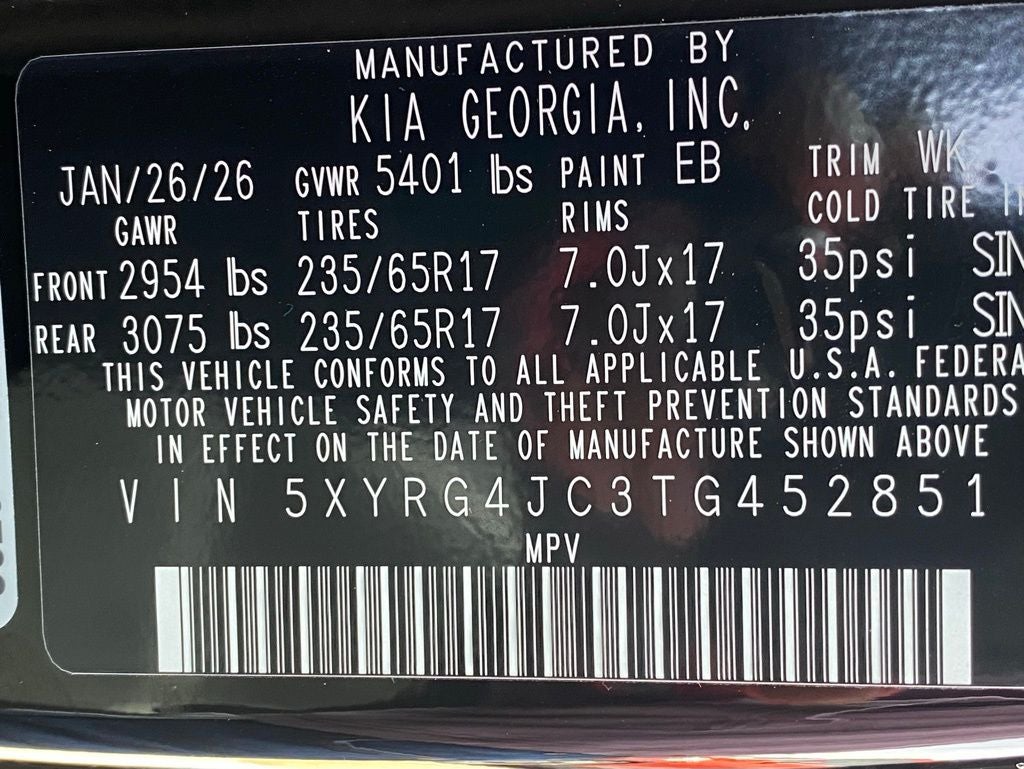 MANUFACTURED BY
KIA GEORGIA, INC.
JAN/26/26 GVWR 5401 lbs PAINT EB TRIM WK
GAWR TIRES RIMS COLD TIRE
FRONT 2954 lbs 235/65R17 7.0Jx17 35psi SIN
REAR 3075 lbs 235/65R17 7.0Jx17 35psi SIN
THIS VEHICLE CONFORMS TO ALL APPLICABLE U.S.A. FEDERA
MOTOR VEHICLE SAFETY AND THEFT PREVENTION STANDARDS
IN EFFECT ON THE DATE OF MANUFACTURE SHOWN ABOVE
VIN 5XYRG4JC3TG452851
MPV